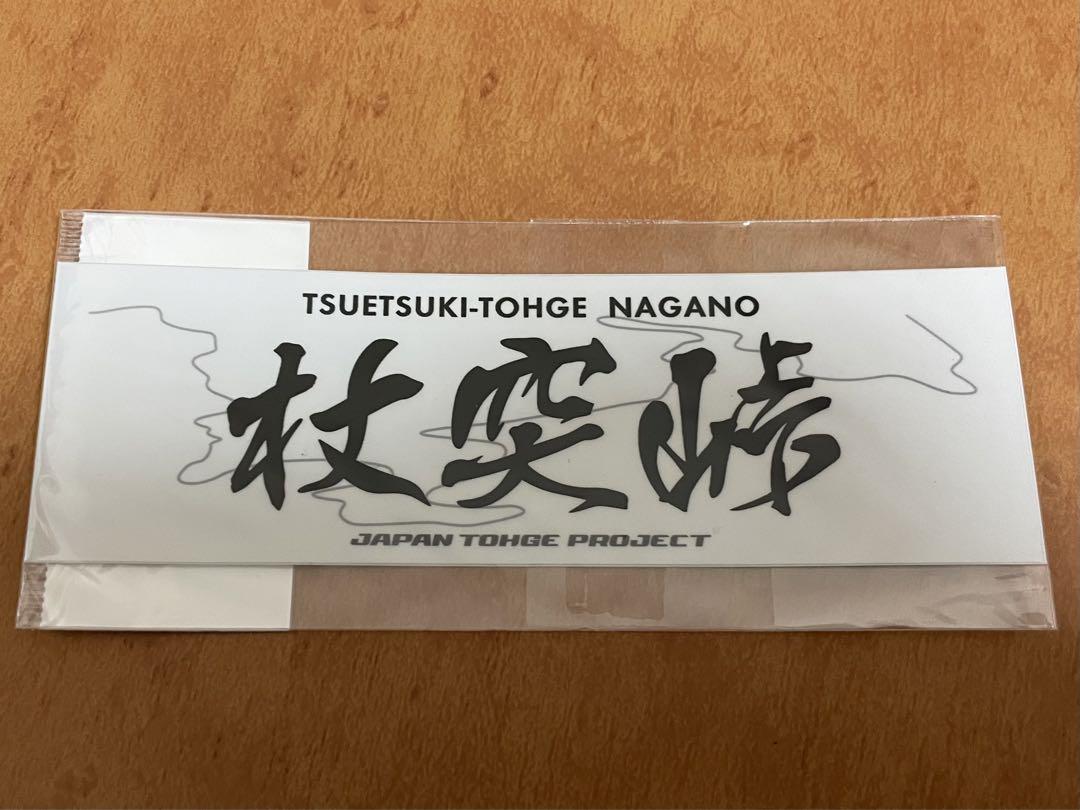 TSUETSUKI-TOHGE NAGANO
杖突峠
JAPAN TOHGE PROJECT